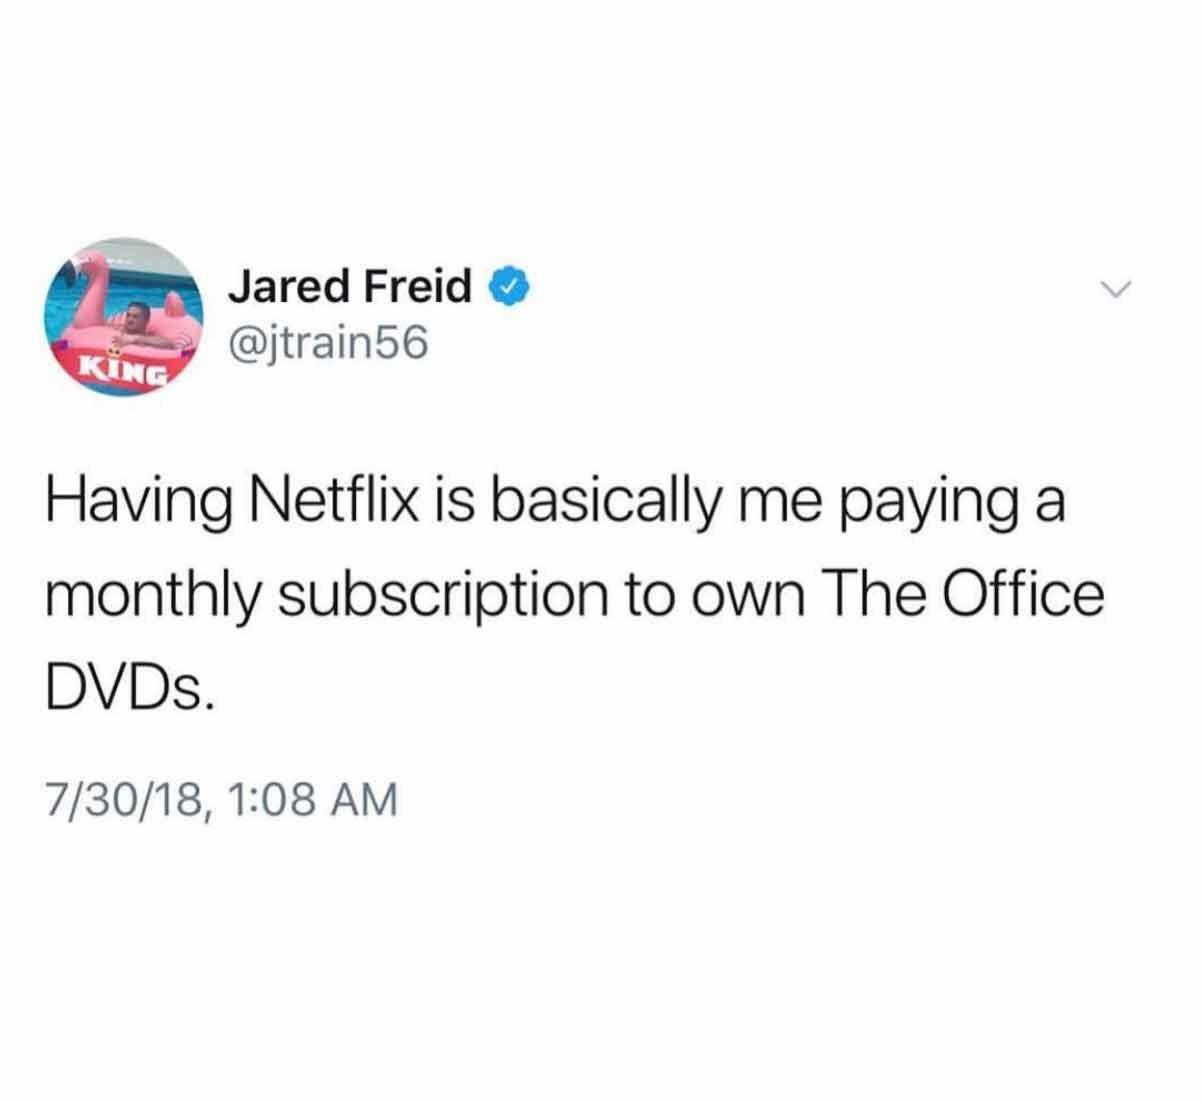 Jared Freid
@jtrain56
KING
Having Netflix is basically me paying a
monthly subscription to own The Office
DVDs.
7/30/18, 1:08 AM